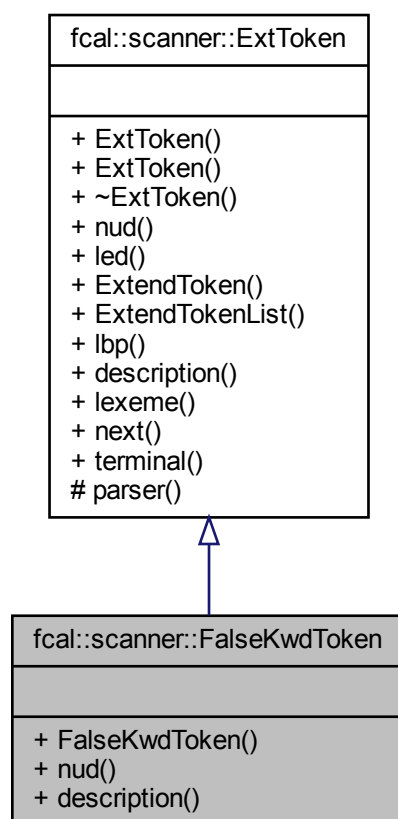 fcal::scanner::ExtToken
+ ExtToken()
+ ExtToken()
+ ~ExtToken()
+ nud()
+ led()
+ ExtendToken()
+ ExtendTokenList()
+ lbp()
+ description()
+ lexeme()
+ next()
+ terminal()
# parser()
fcal::scanner::FalseKwdToken
+ FalseKwdToken()
+ nud()
+ description()